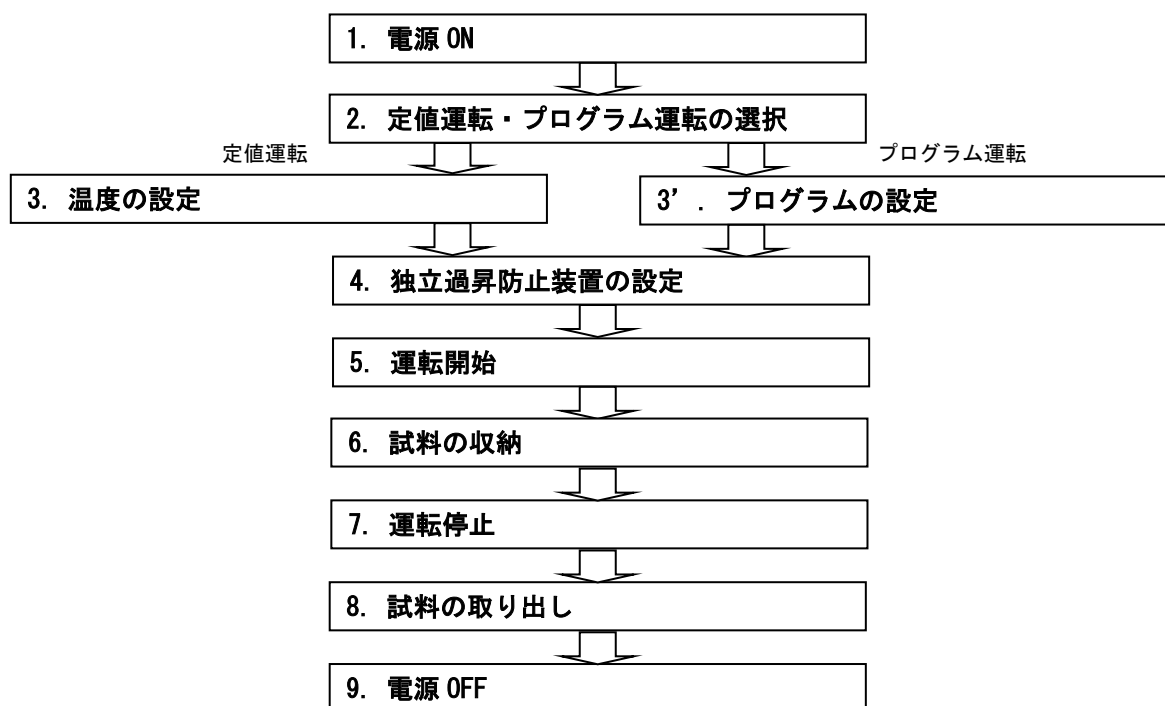 1. 電源 ON
2. 定値運転・プログラム運転の選択
定値運転
プログラム運転
3. 温度の設定
3’. プログラムの設定
4. 独立過昇防止装置の設定
5. 運転開始
6. 試料の収納
7. 運転停止
8. 試料の取り出し
9. 電源 OFF